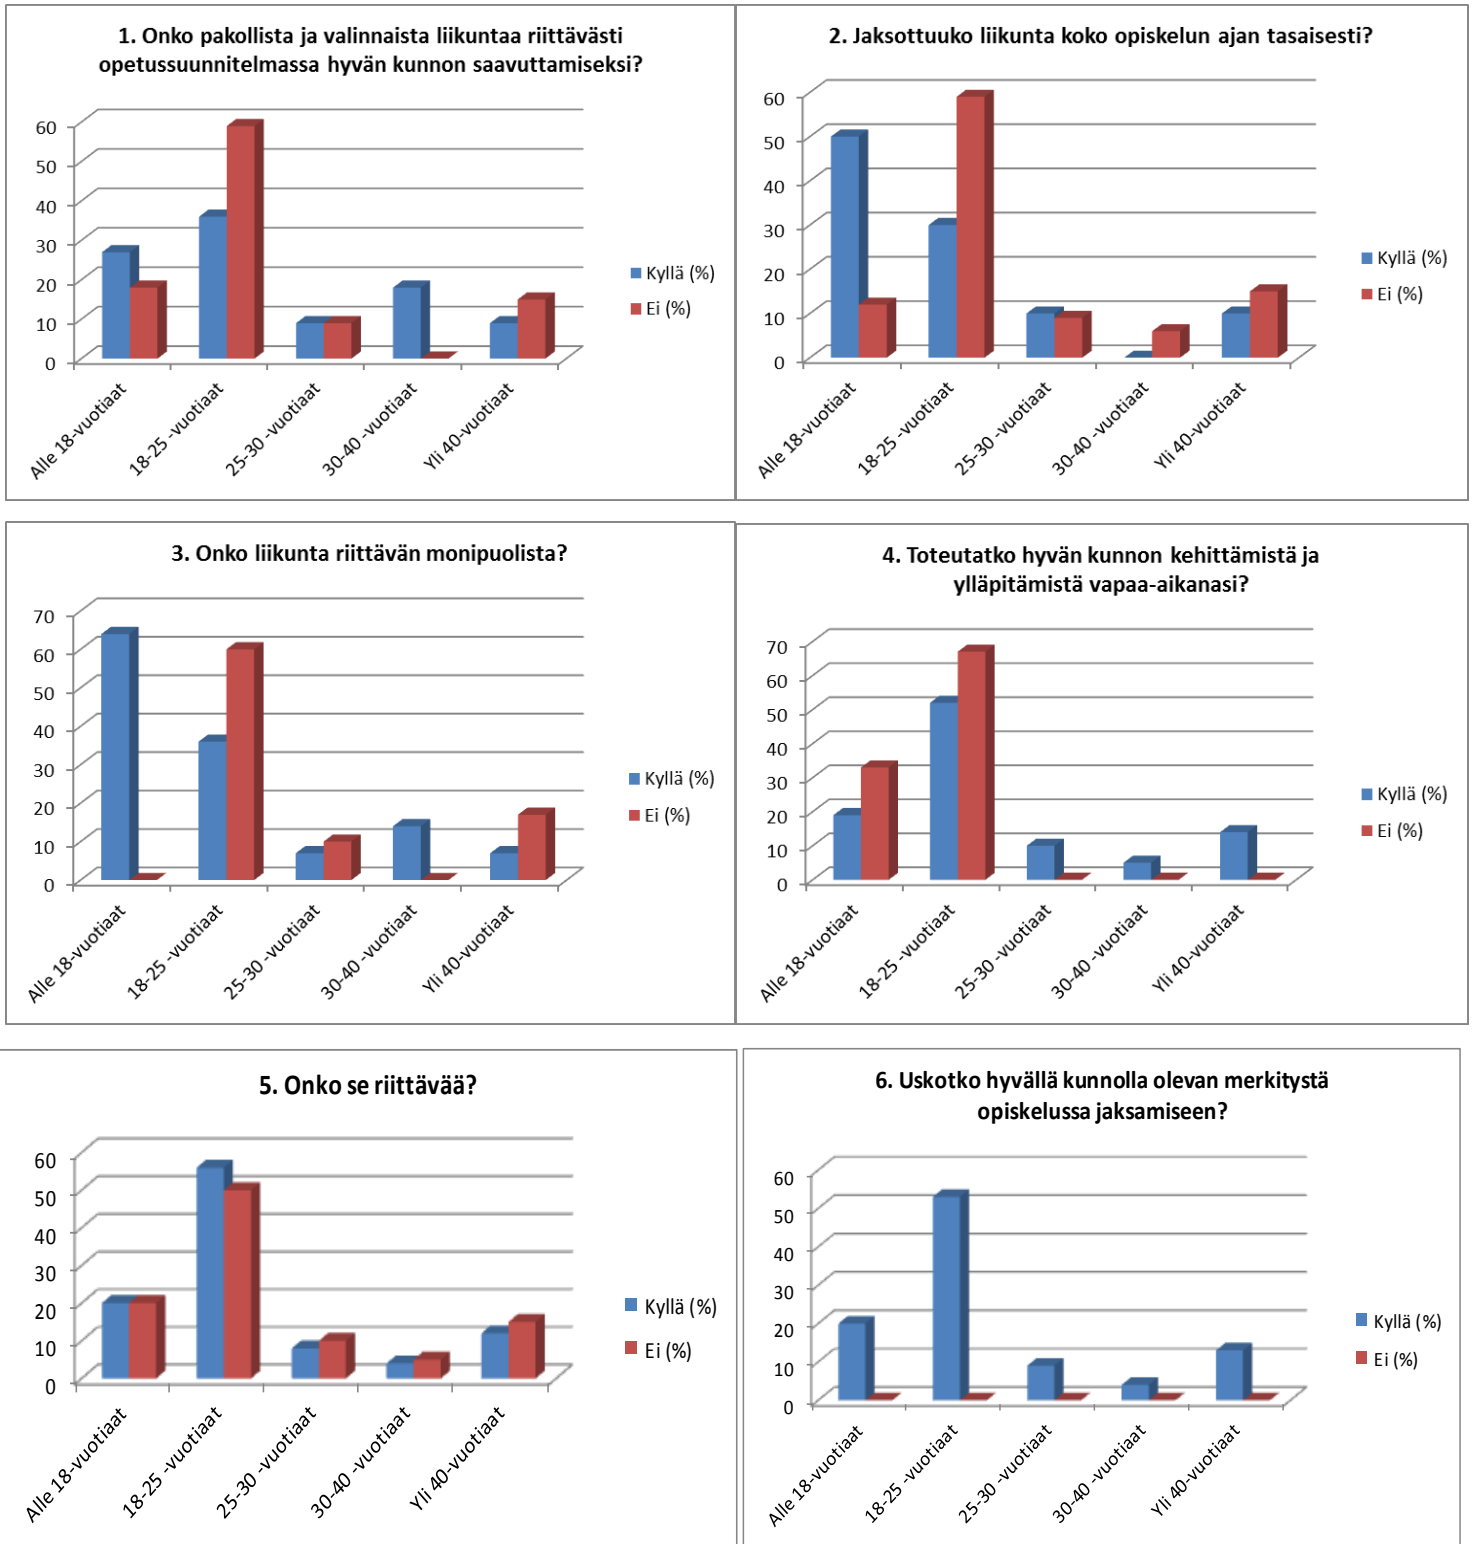 1. Onko pakollista ja valinnaista liikuntaa riittävästi
opetussuunnitelmassa hyvän kunnon saavuttamiseksi?
60
50
40
30
20
10
0
Alle 18-vuotiaat
18-25 -vuotiaat
25-30 -vuotiaat
30-40 -vuotiaat
Yli 40-vuotiaat
Kyllä (%)
Ei (%)
2. Jaksottuuko liikunta koko opiskelun ajan tasaisesti?
60
50
40
30
20
10
0
Alle 18-vuotiaat
18-25 -vuotiaat
25-30 -vuotiaat
30-40 -vuotiaat
Yli 40-vuotiaat
Kyllä (%)
Ei (%)
3. Onko liikunta riittävän monipuolista?
70
60
50
40
30
20
10
0
Alle 18-vuotiaat
18-25 -vuotiaat
25-30 -vuotiaat
30-40 -vuotiaat
Yli 40-vuotiaat
Kyllä (%)
Ei (%)
4. Toteutatko hyvän kunnon kehittämistä ja
ylläpitämistä vapaa-aikanasi?
70
60
50
40
30
20
10
0
Alle 18-vuotiaat
18-25 -vuotiaat
25-30 -vuotiaat
30-40 -vuotiaat
Yli 40-vuotiaat
Kyllä (%)
Ei (%)
5. Onko se riittävää?
60
50
40
30
20
10
0
Alle 18-vuotiaat
18-25 -vuotiaat
25-30 -vuotiaat
30-40 -vuotiaat
Yli 40-vuotiaat
Kyllä (%)
Ei (%)
6. Uskotko hyvällä kunnolla olevan merkitystä
opiskelussa jaksamiseen?
60
50
40
30
20
10
0
Alle 18-vuotiaat
18-25 -vuotiaat
25-30 -vuotiaat
30-40 -vuotiaat
Yli 40-vuotiaat
Kyllä (%)
Ei (%)